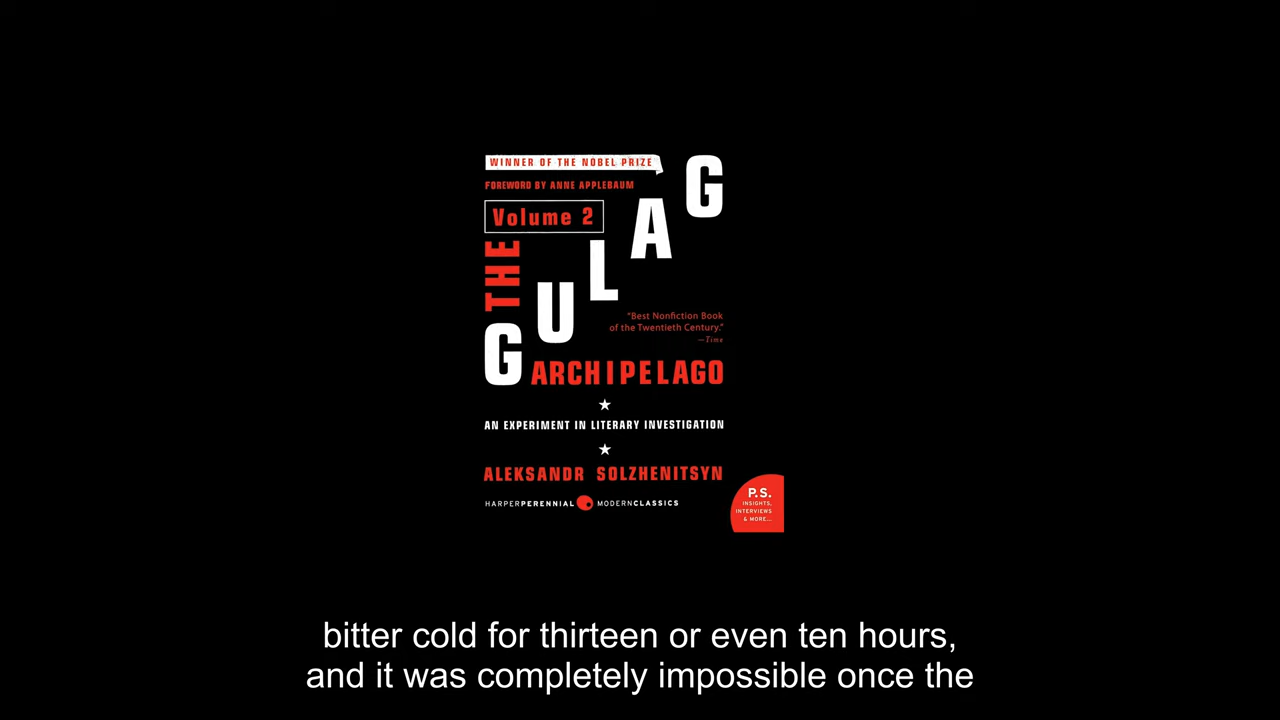 WINNER OF THE NOBEL PRIZE
FOREWORD BY ANNE APPLEBAUM
Volume 2
THE
GULAG
"Best Nonfiction Book
of the Twentieth Century."
—Time
ARCHIPELAGO
AN EXPERIMENT IN LITERARY INVESTIGATION
ALEKSANDR SOLZHENITSYN
HARPERPERENNIAL MODERNCLASSICS
P.S.
INSIGHTS,
INTERVIEWS
& MORE...
bitter cold for thirteen or even ten hours,
and it was completely impossible once the